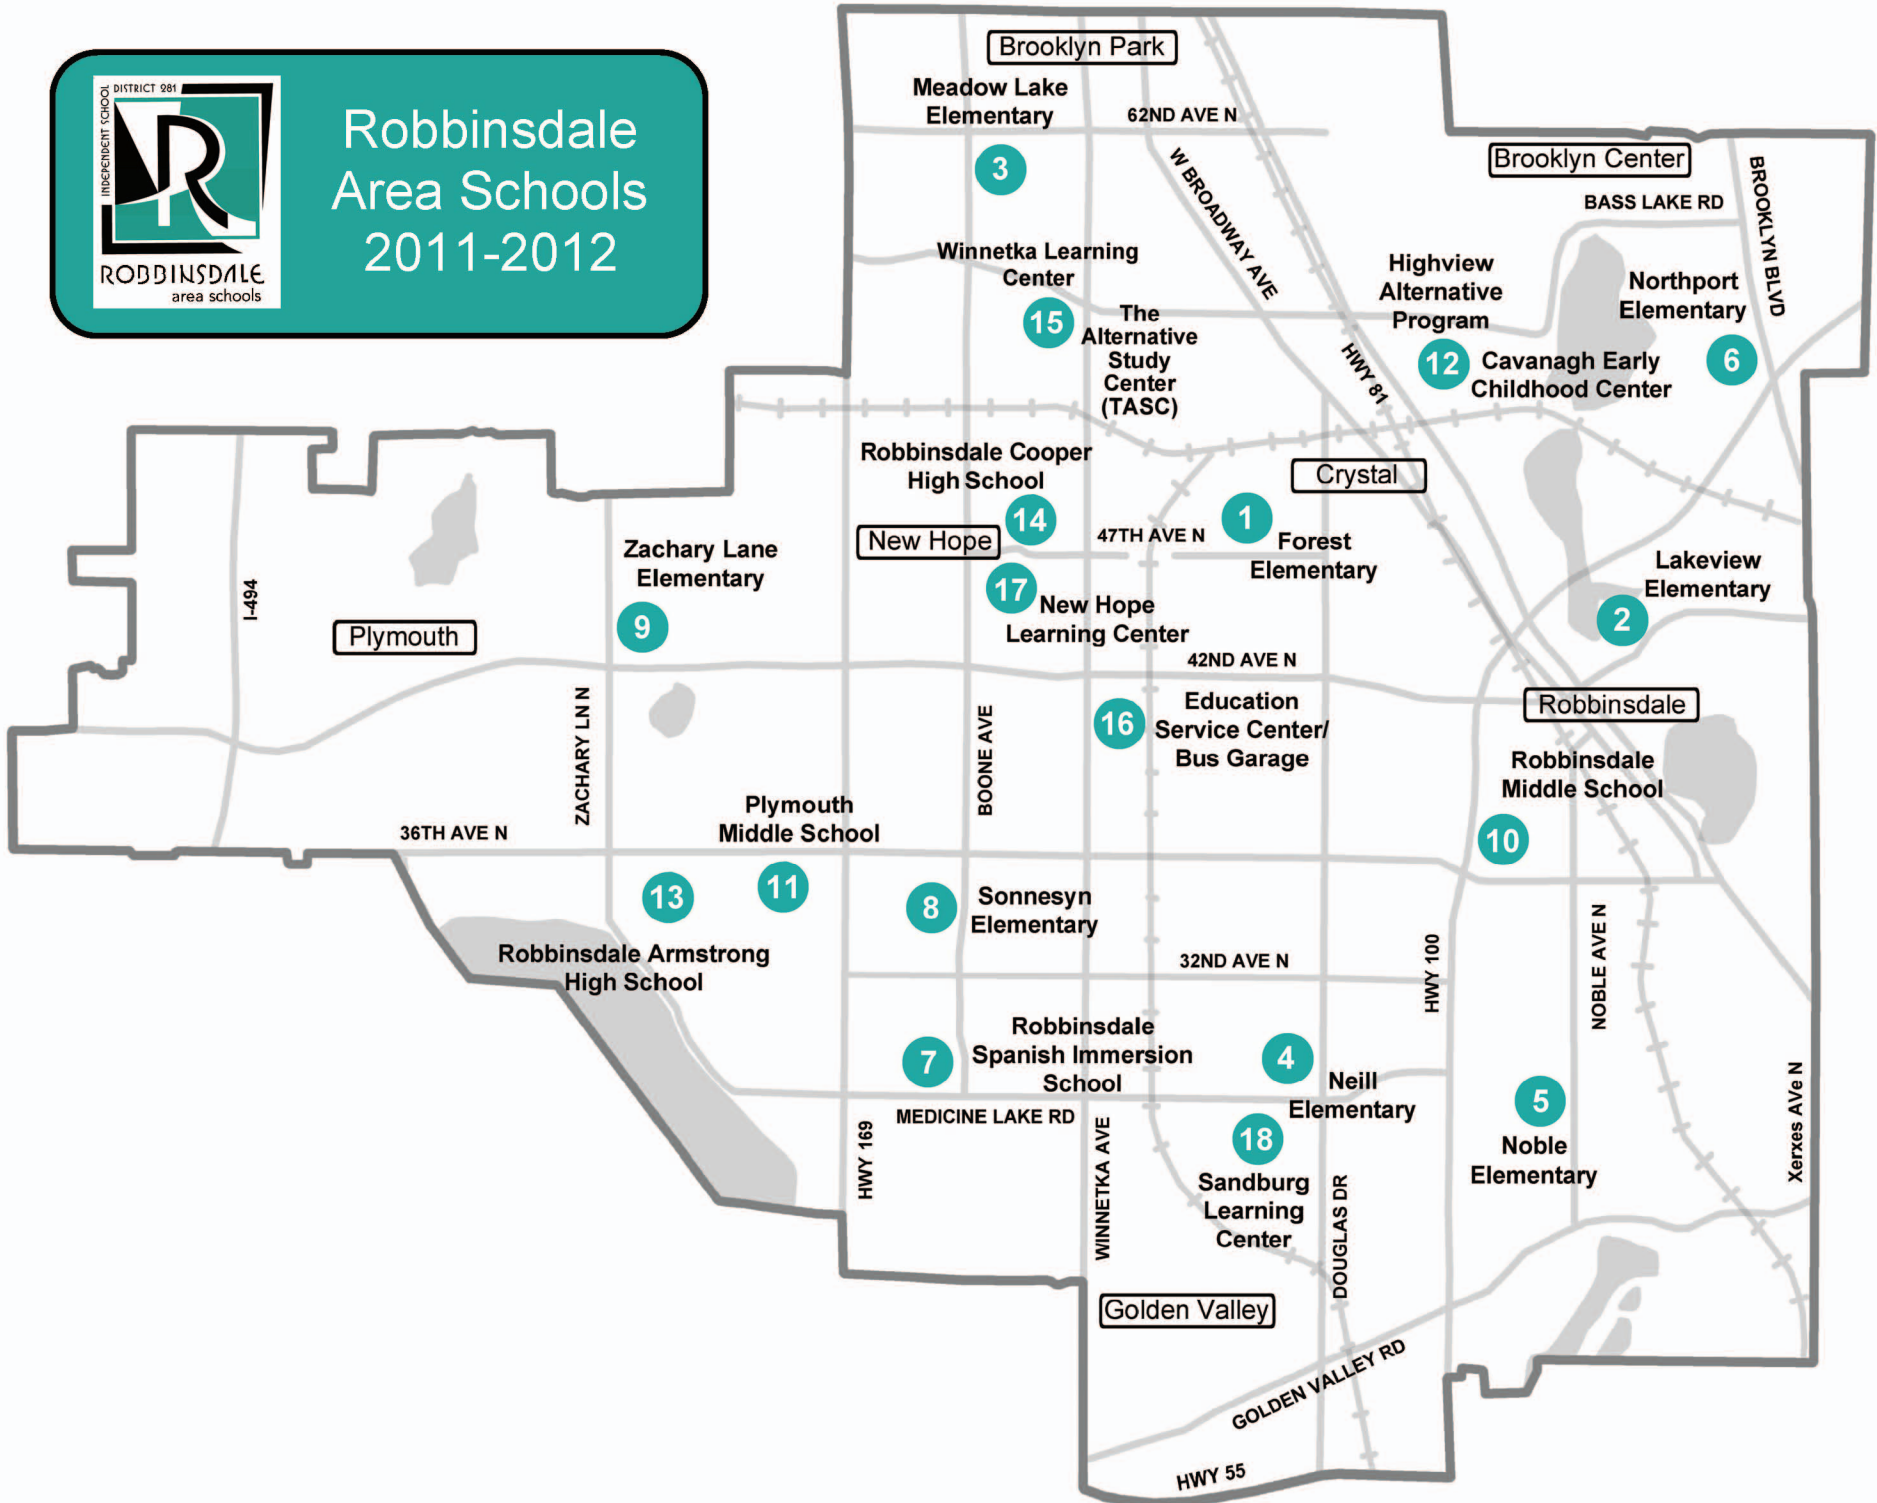 INDEPENDENT SCHOOL
DISTRICT 281
R
ROBBINSDALE
area schools
Robbinsdale
Area Schools
2011-2012
Brooklyn Park
Meadow Lake
Elementary
3
62ND AVE N
W BROADWAY AVE
Brooklyn Center
BASS LAKE RD
BROOKLYN BLVD
Winnetka Learning
Center
15
The
Alternative
Study
Center
(TASC)
HWY 81
Highview
Alternative
Program
12
Cavanagh Early
Childhood Center
Northport
Elementary
6
Robbinsdale Cooper
High School
14
New Hope
47TH AVE N
1
Forest
Elementary
Crystal
17
New Hope
Learning Center
Zachary Lane
Elementary
9
I-494
Plymouth
Lakeview
Elementary
2
42ND AVE N
ZACHARY LN N
BOONE AVE
16
Education
Service Center/
Bus Garage
Robbinsdale
Robbinsdale
Middle School
10
36TH AVE N
Plymouth
Middle School
11
13
Robbinsdale Armstrong
High School
8
Sonnesyn
Elementary
32ND AVE N
HWY 100
NOBLE AVE N
7
Robbinsdale
Spanish Immersion
School
4
Neill
Elementary
MEDICINE LAKE RD
5
Noble
Elementary
Xerxes AVe N
HWY 169
WINNETKA AVE
18
Sandburg
Learning
Center
DOUGLAS DR
Golden Valley
GOLDEN VALLEY RD
HWY 55